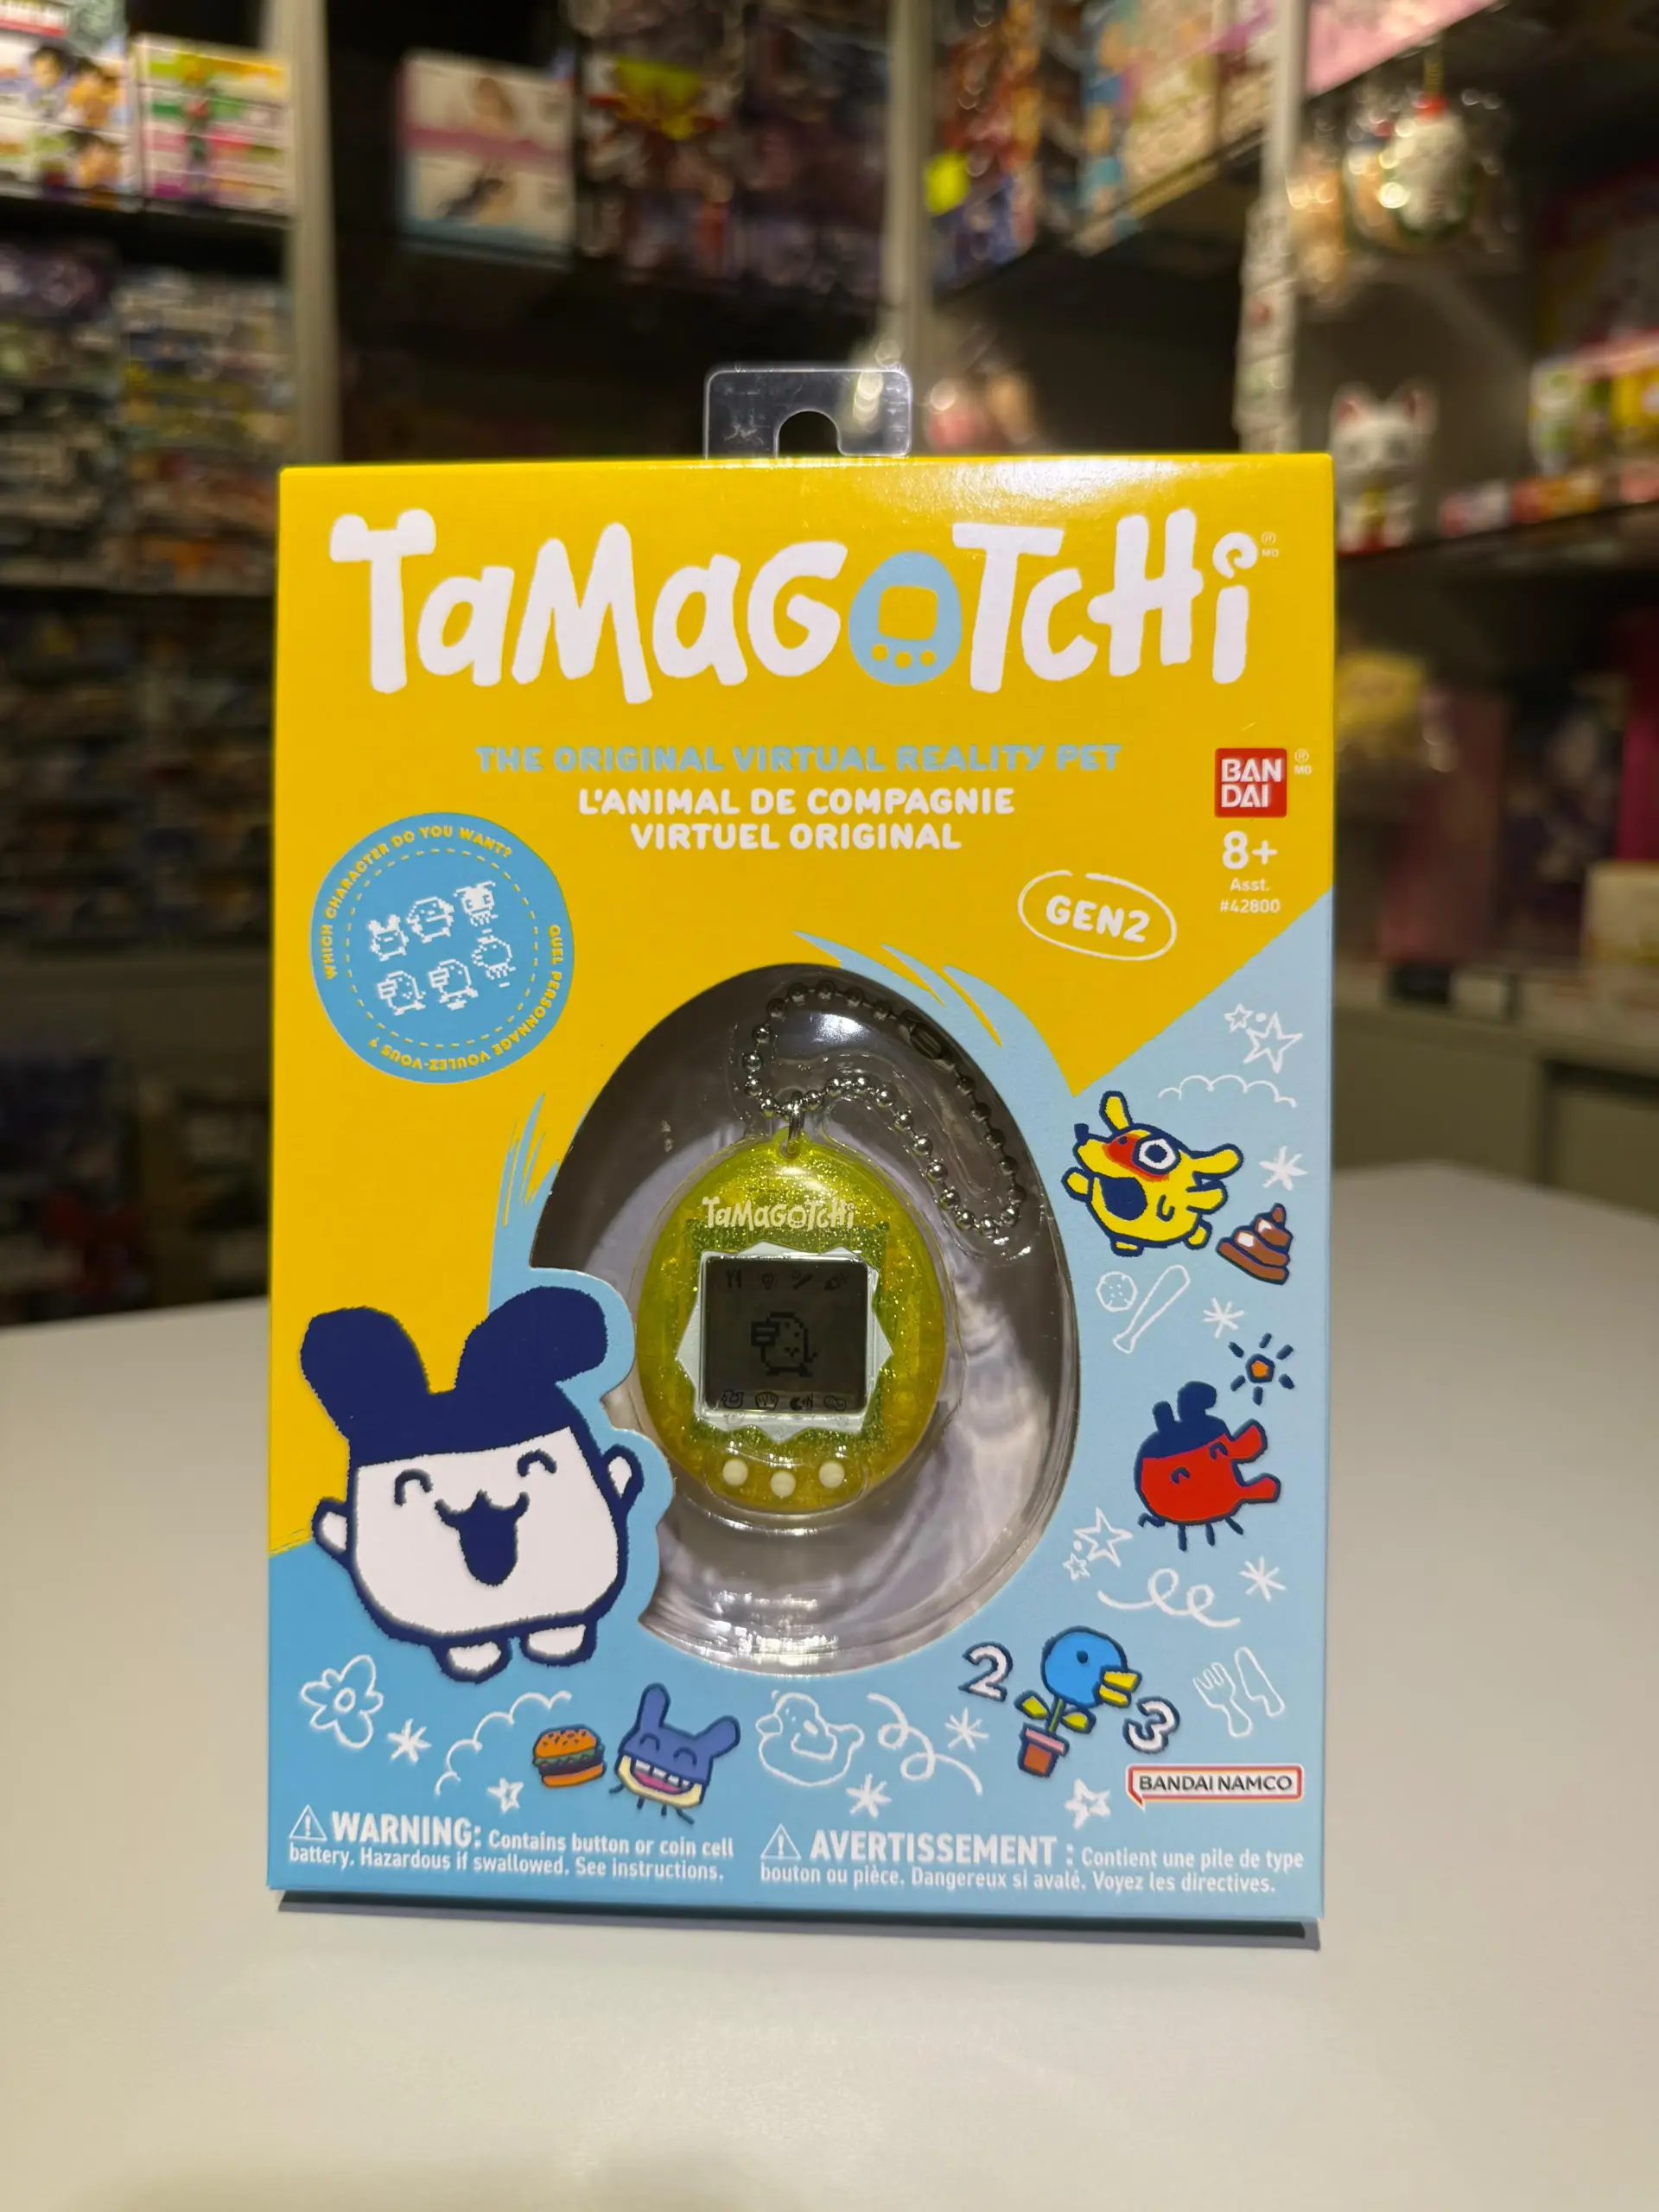 TaMaGoTcHi
® MD
THE ORIGINAL VIRTUAL REALITY PET
L'ANIMAL DE COMPAGNIE
VIRTUEL ORIGINAL
BAN
DAI
® MD
8+
Asst.
#42800
GEN2
WHICH CHARACTER DO YOU WANT?
QUEL PERSONNAGE VOULEZ-VOUS ?
TaMaGoTcHi
2
3
BANDAI NAMCO
WARNING: Contains button or coin cell
battery. Hazardous if swallowed. See instructions.
AVERTISSEMENT : Contient une pile de type
bouton ou pièce. Dangereux si avalé. Voyez les directives.